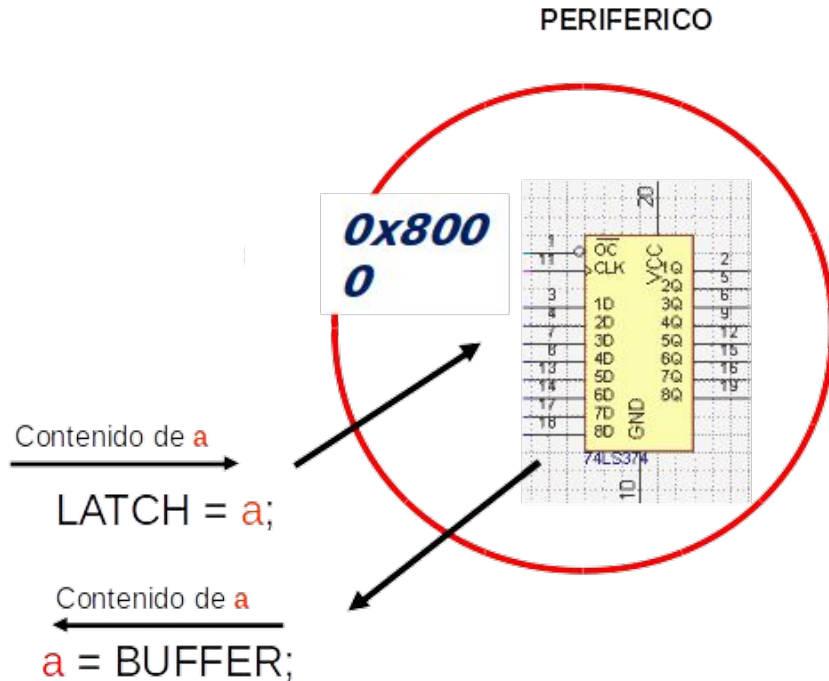 PERIFERICO
0x800
0
20
1
11
3
4
7
8
13
14
17
18
OC
CLK
1D
2D
3D
4D
5D
6D
7D
8D
VCC
GND
1Q
2Q
3Q
4Q
5Q
6Q
7Q
8Q
2
5
6
9
12
15
16
19
74LS374
10
Contenido de a
LATCH = a;
Contenido de a
a = BUFFER;